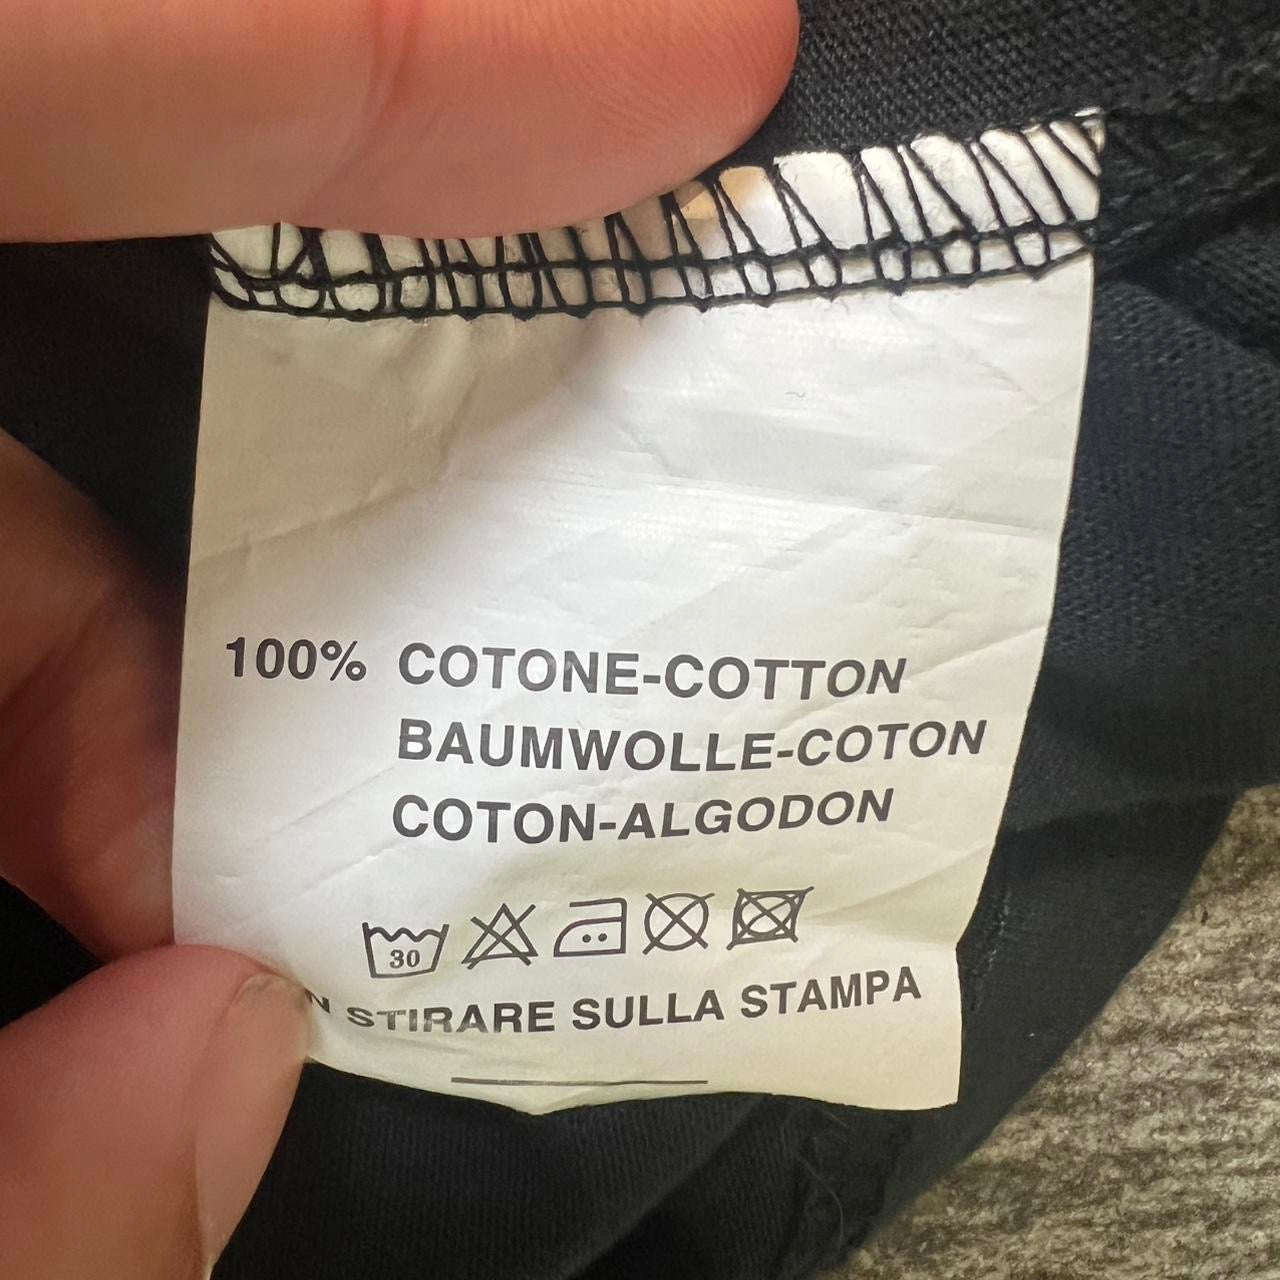 100% COTONE-COTTON
BAUMWOLLE-COTON
COTON-ALGODON
30
STIRARE SULLA STAMPA